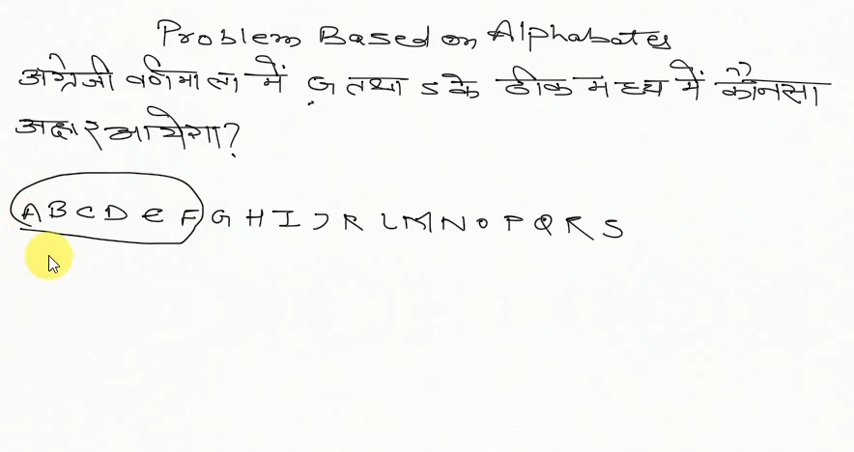 Problem Based on Alphabates
अंग्रेजी वर्णमाला में G तथा S के ठीक मध्य में कौनसा
अक्षर आयेगा?
A B C D E F G H I J K L M N O P Q R S